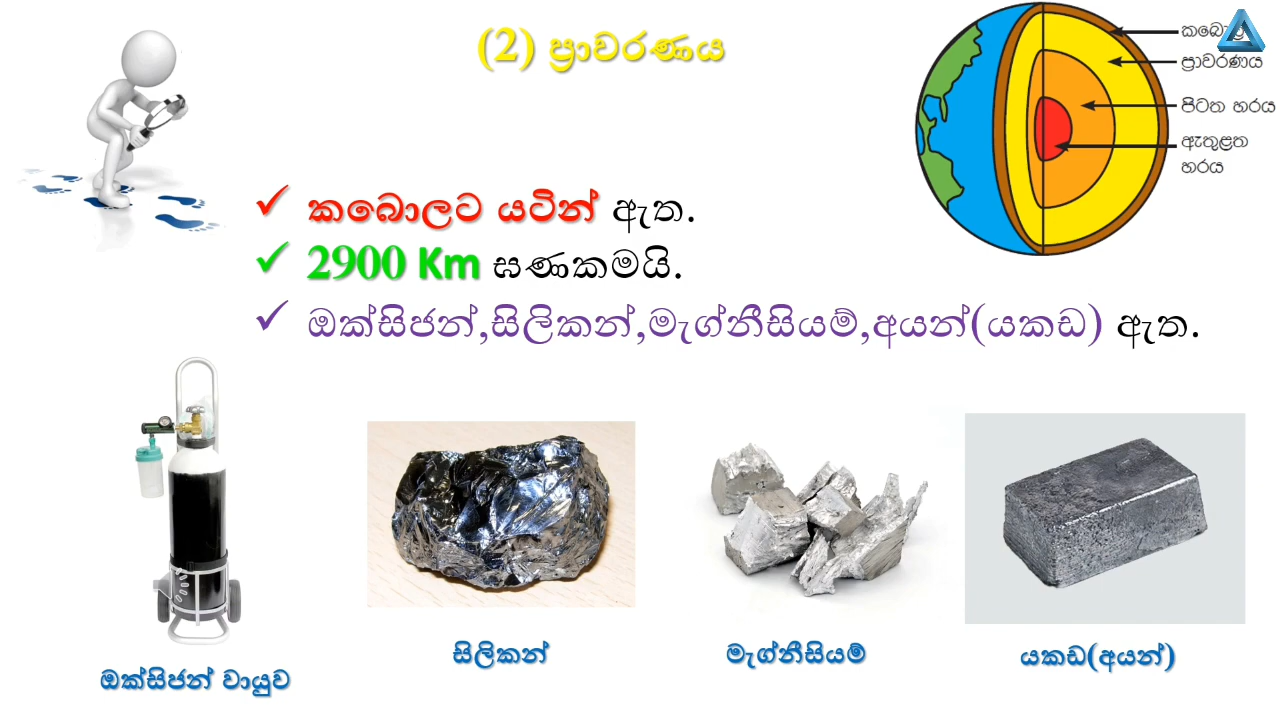 (2) ප්‍රාවරණය
ප්‍රාවරණය
පිටත හරය
ඇතුළත
හරය
කබොලට යටින් ඇත.
2900 Km ඝණකමයි.
ඔක්සිජන්,සිලිකන්,මැග්නීසියම්,අයන්(යකඩ) ඇත.
ඔක්සිජන් වායුව
සිලිකන්
මැග්නීසියම්
යකඩ(අයන්)